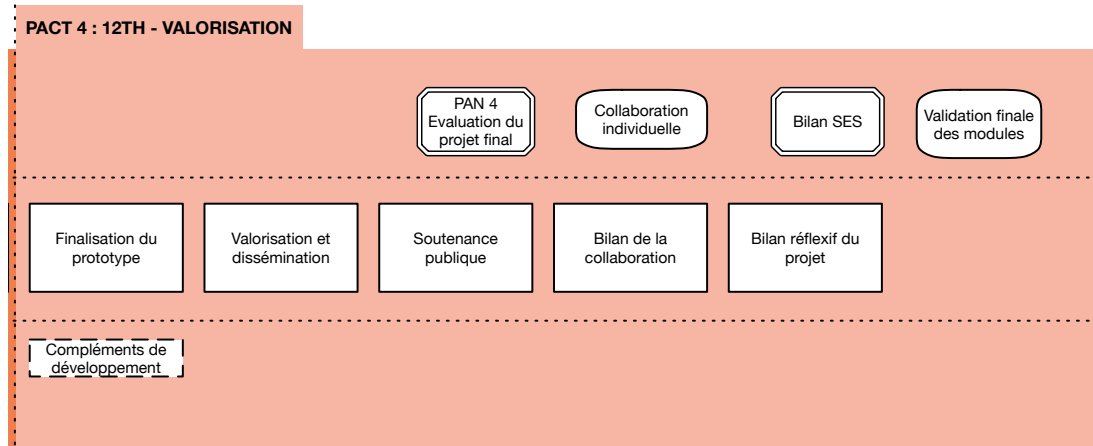 PACT 4 : 12TH - VALORISATION
PAN 4
Evaluation du
projet final
Collaboration
individuelle
Bilan SES
Validation finale
des modules
Finalisation du
prototype
Valorisation et
dissémination
Soutenance
publique
Bilan de la
collaboration
Bilan réflexif du
projet
Compléments de
développement